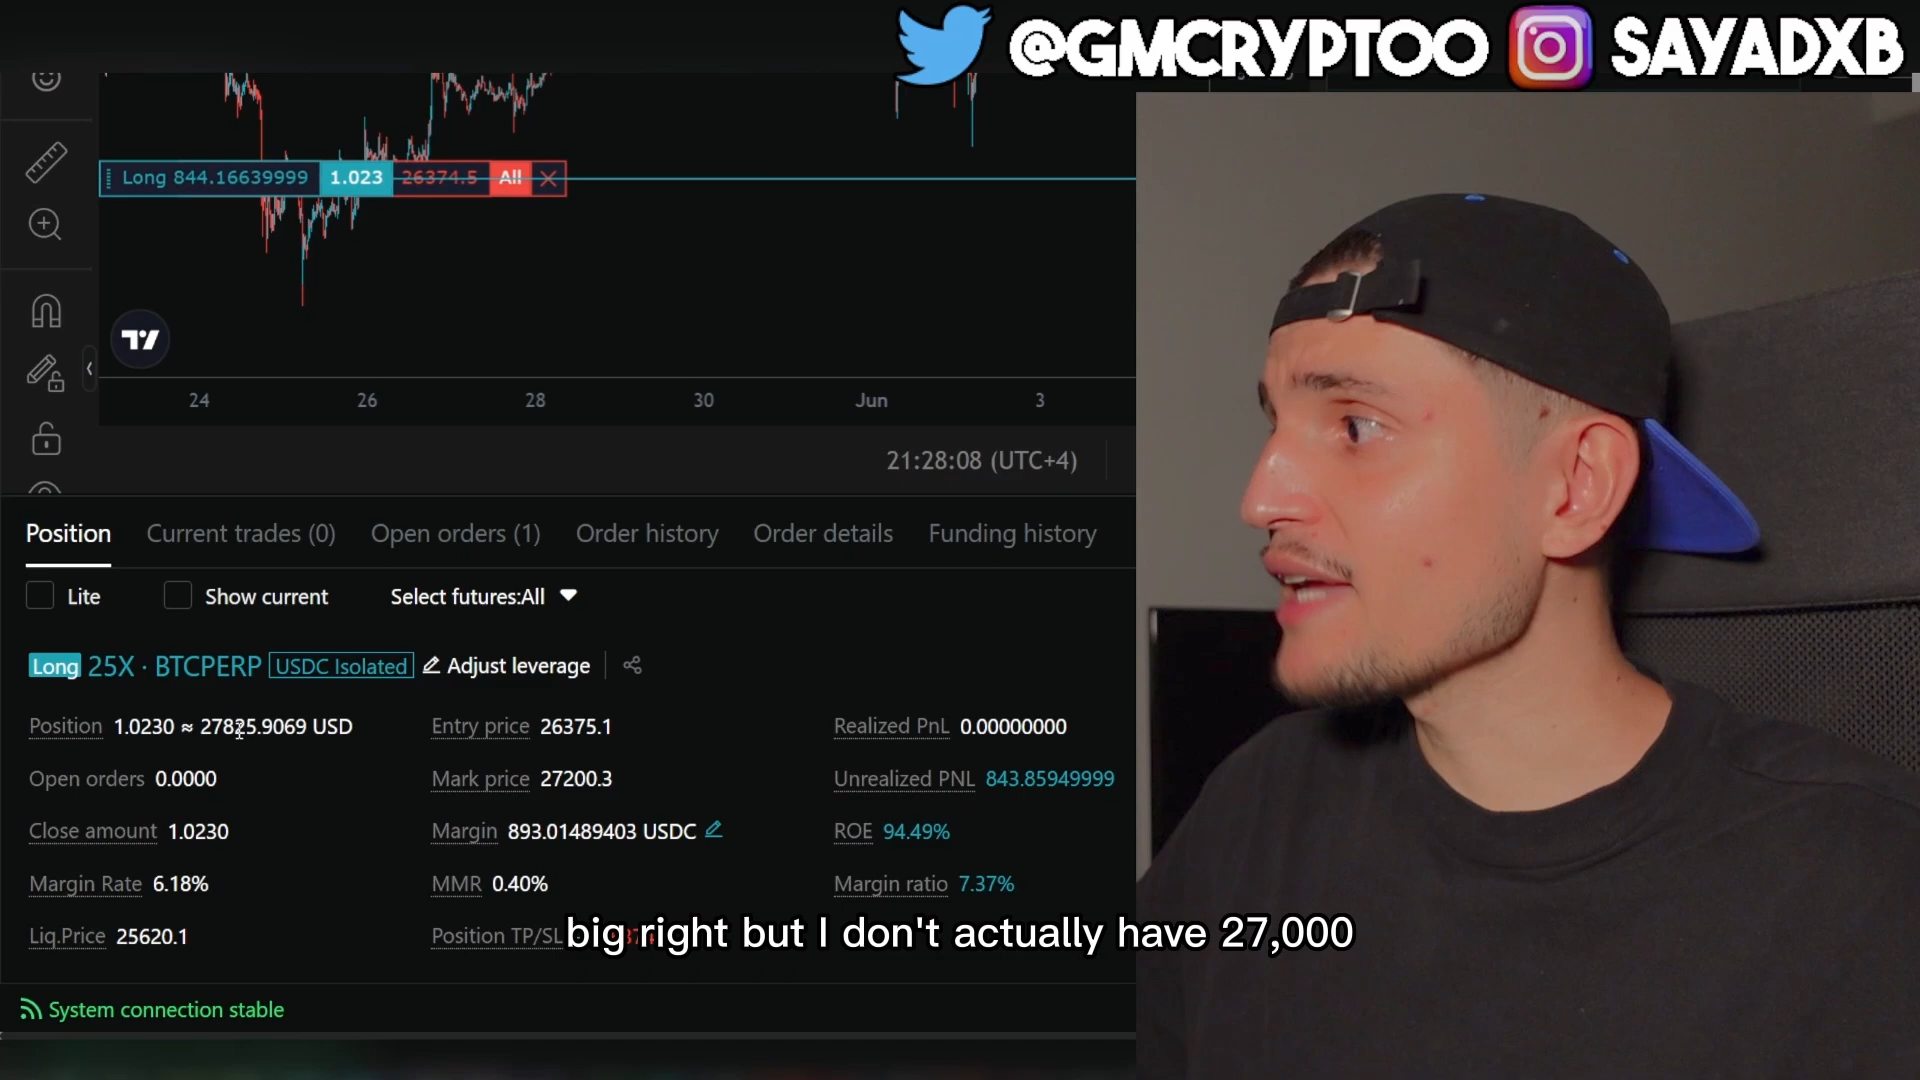 @GMCRYPTOO SAYADXB
Long 844.16639999 1.023 26374.5 All
24 26 28 30 Jun 3
21:28:08 (UTC+4)
Position Current trades (0) Open orders (1) Order history Order details Funding history
Lite Show current Select futures:All
Long 25X · BTCPERP USDC Isolated Adjust leverage
Position 1.0230 ≈ 27825.9069 USD Entry price 26375.1 Realized PnL 0.00000000
Open orders 0.0000 Mark price 27200.3 Unrealized PNL 843.85949999
Close amount 1.0230 Margin 893.01489403 USDC ROE 94.49%
Margin Rate 6.18% MMR 0.40% Margin ratio 7.37%
Liq.Price 25620.1 Position TP/SL
big right but I don't actually have 27,000
System connection stable